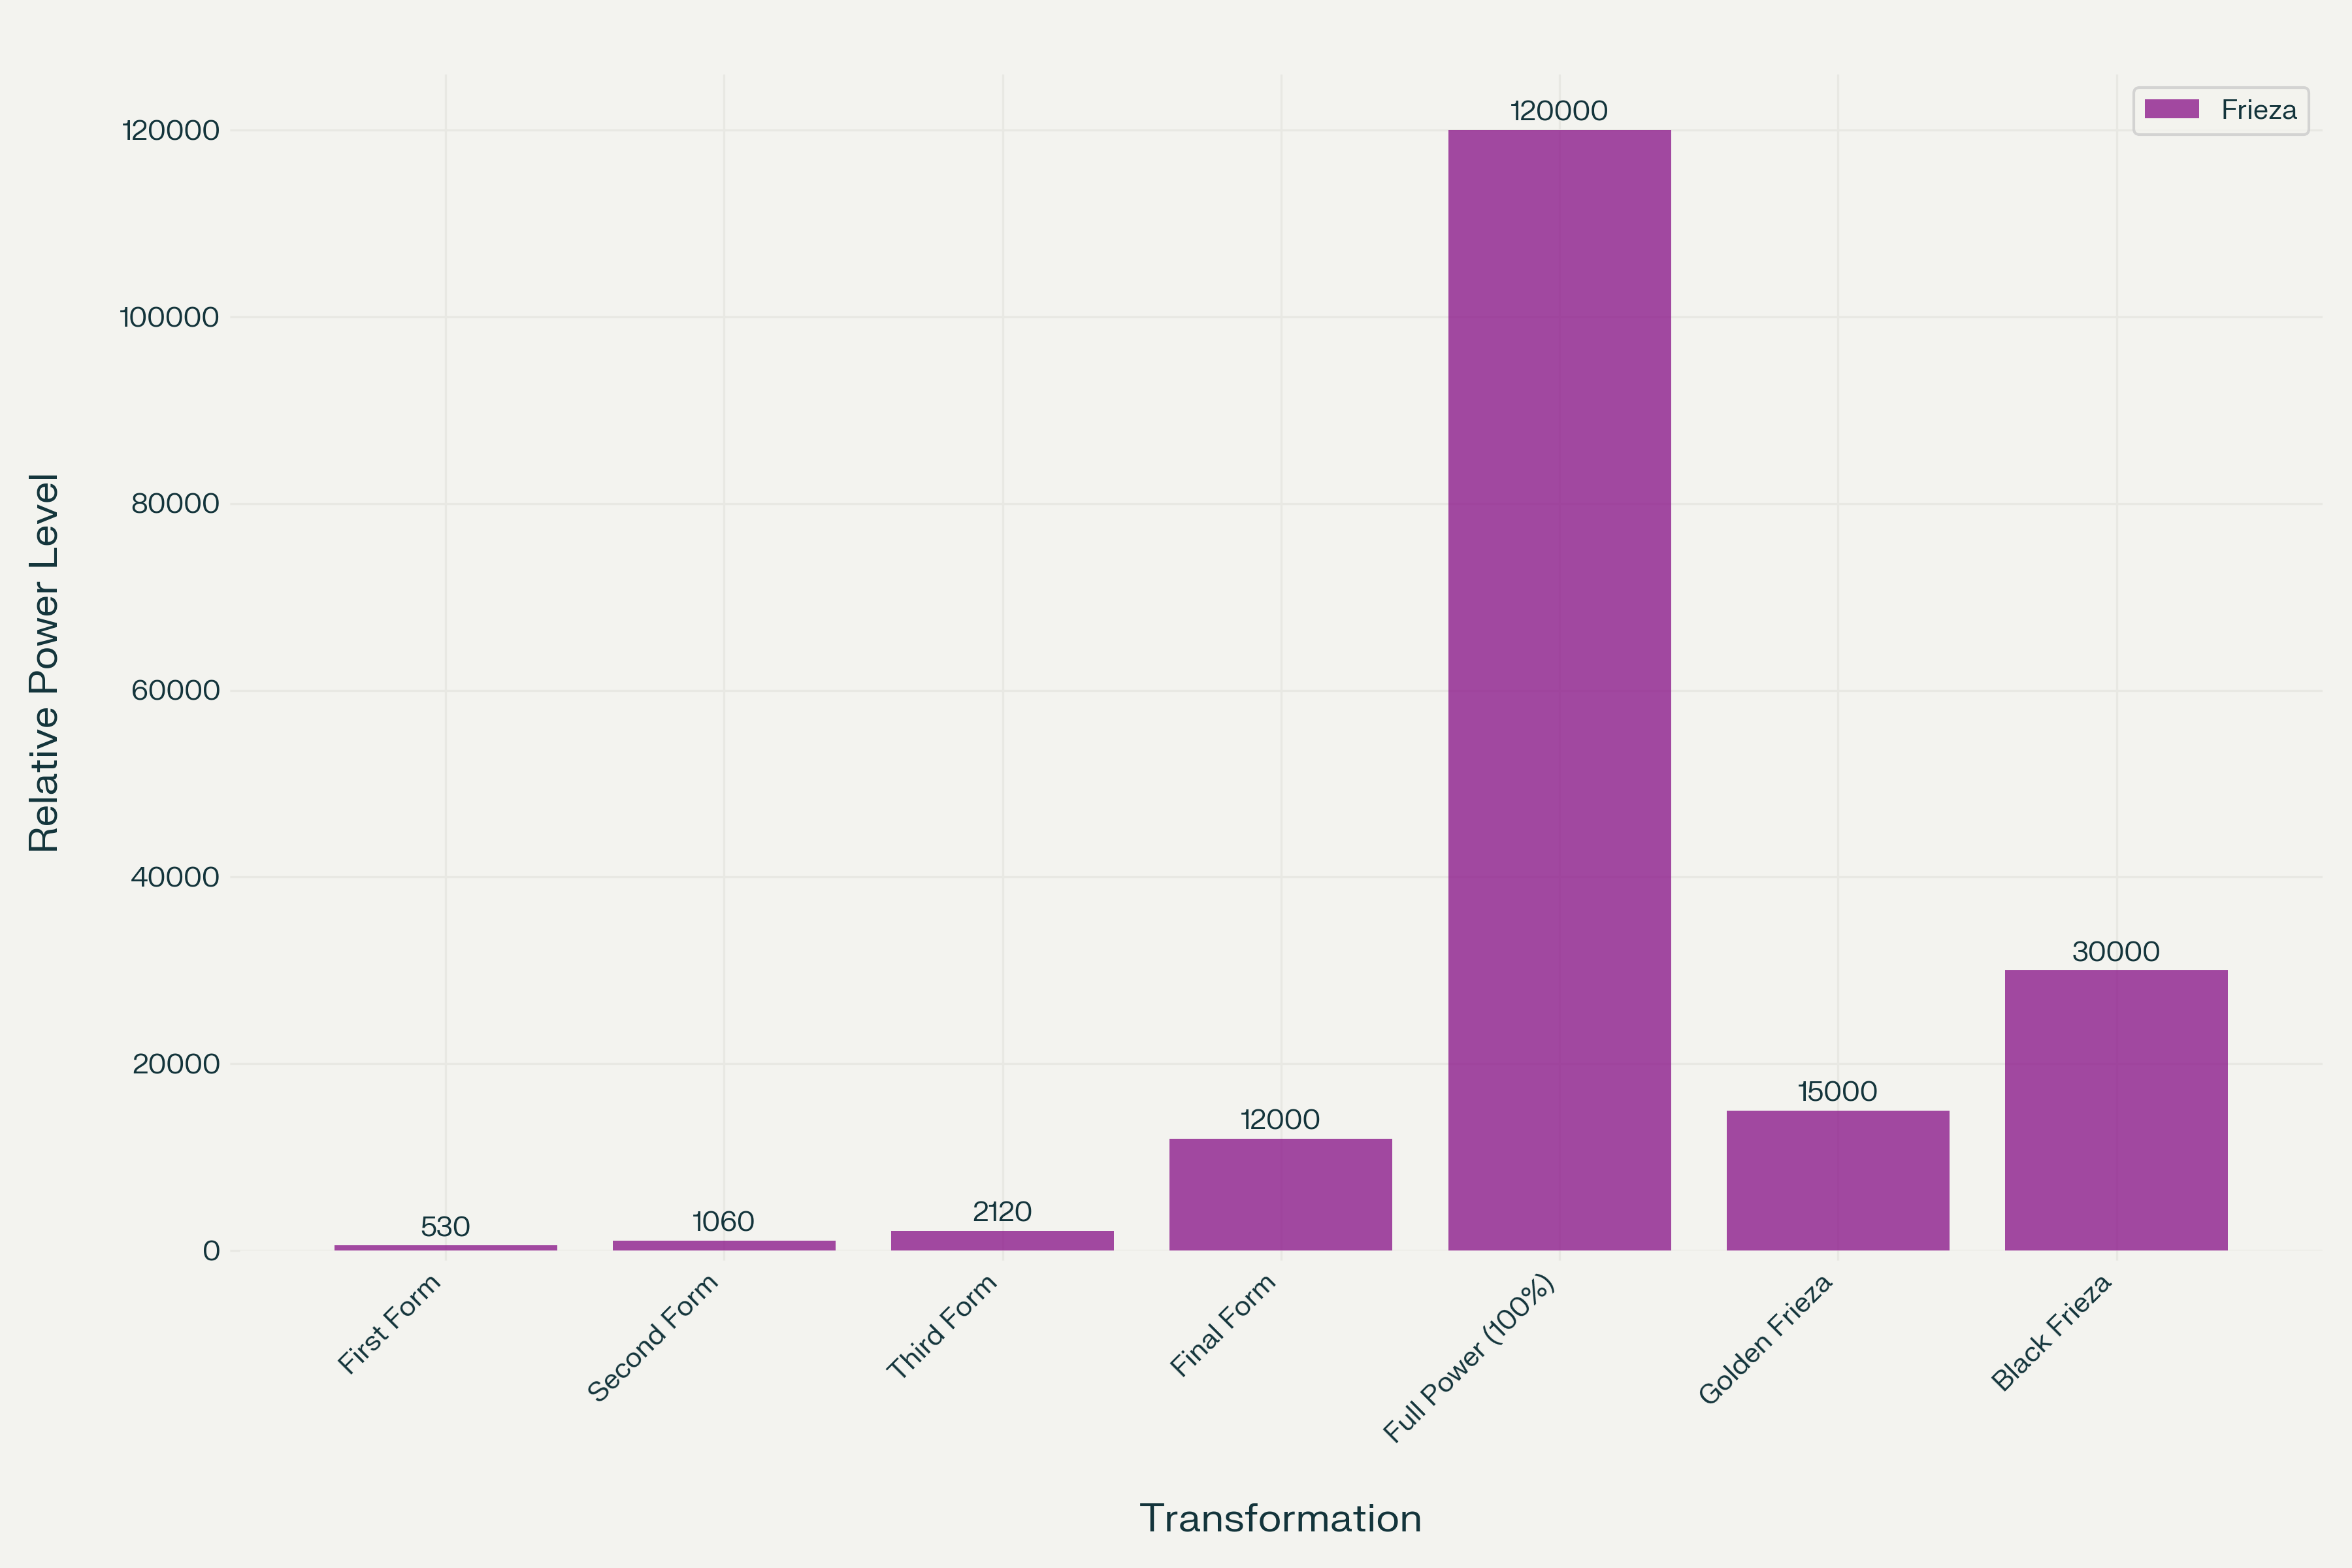 Frieza
Relative Power Level
120000
100000
80000
60000
40000
20000
0
530
1060
2120
12000
120000
15000
30000
First Form
Second Form
Third Form
Final Form
Full Power (100%)
Golden Frieza
Black Frieza
Transformation